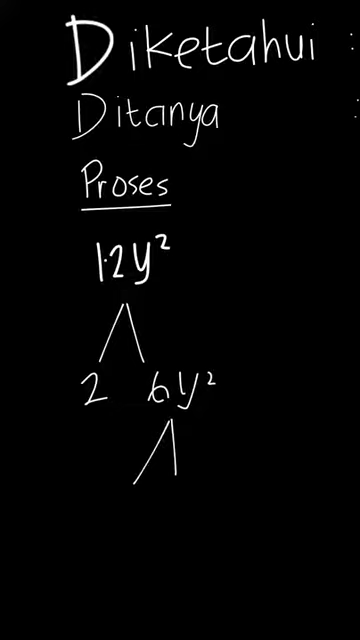 Diketahui :
Ditanya :
Proses
12y²
2 6y²